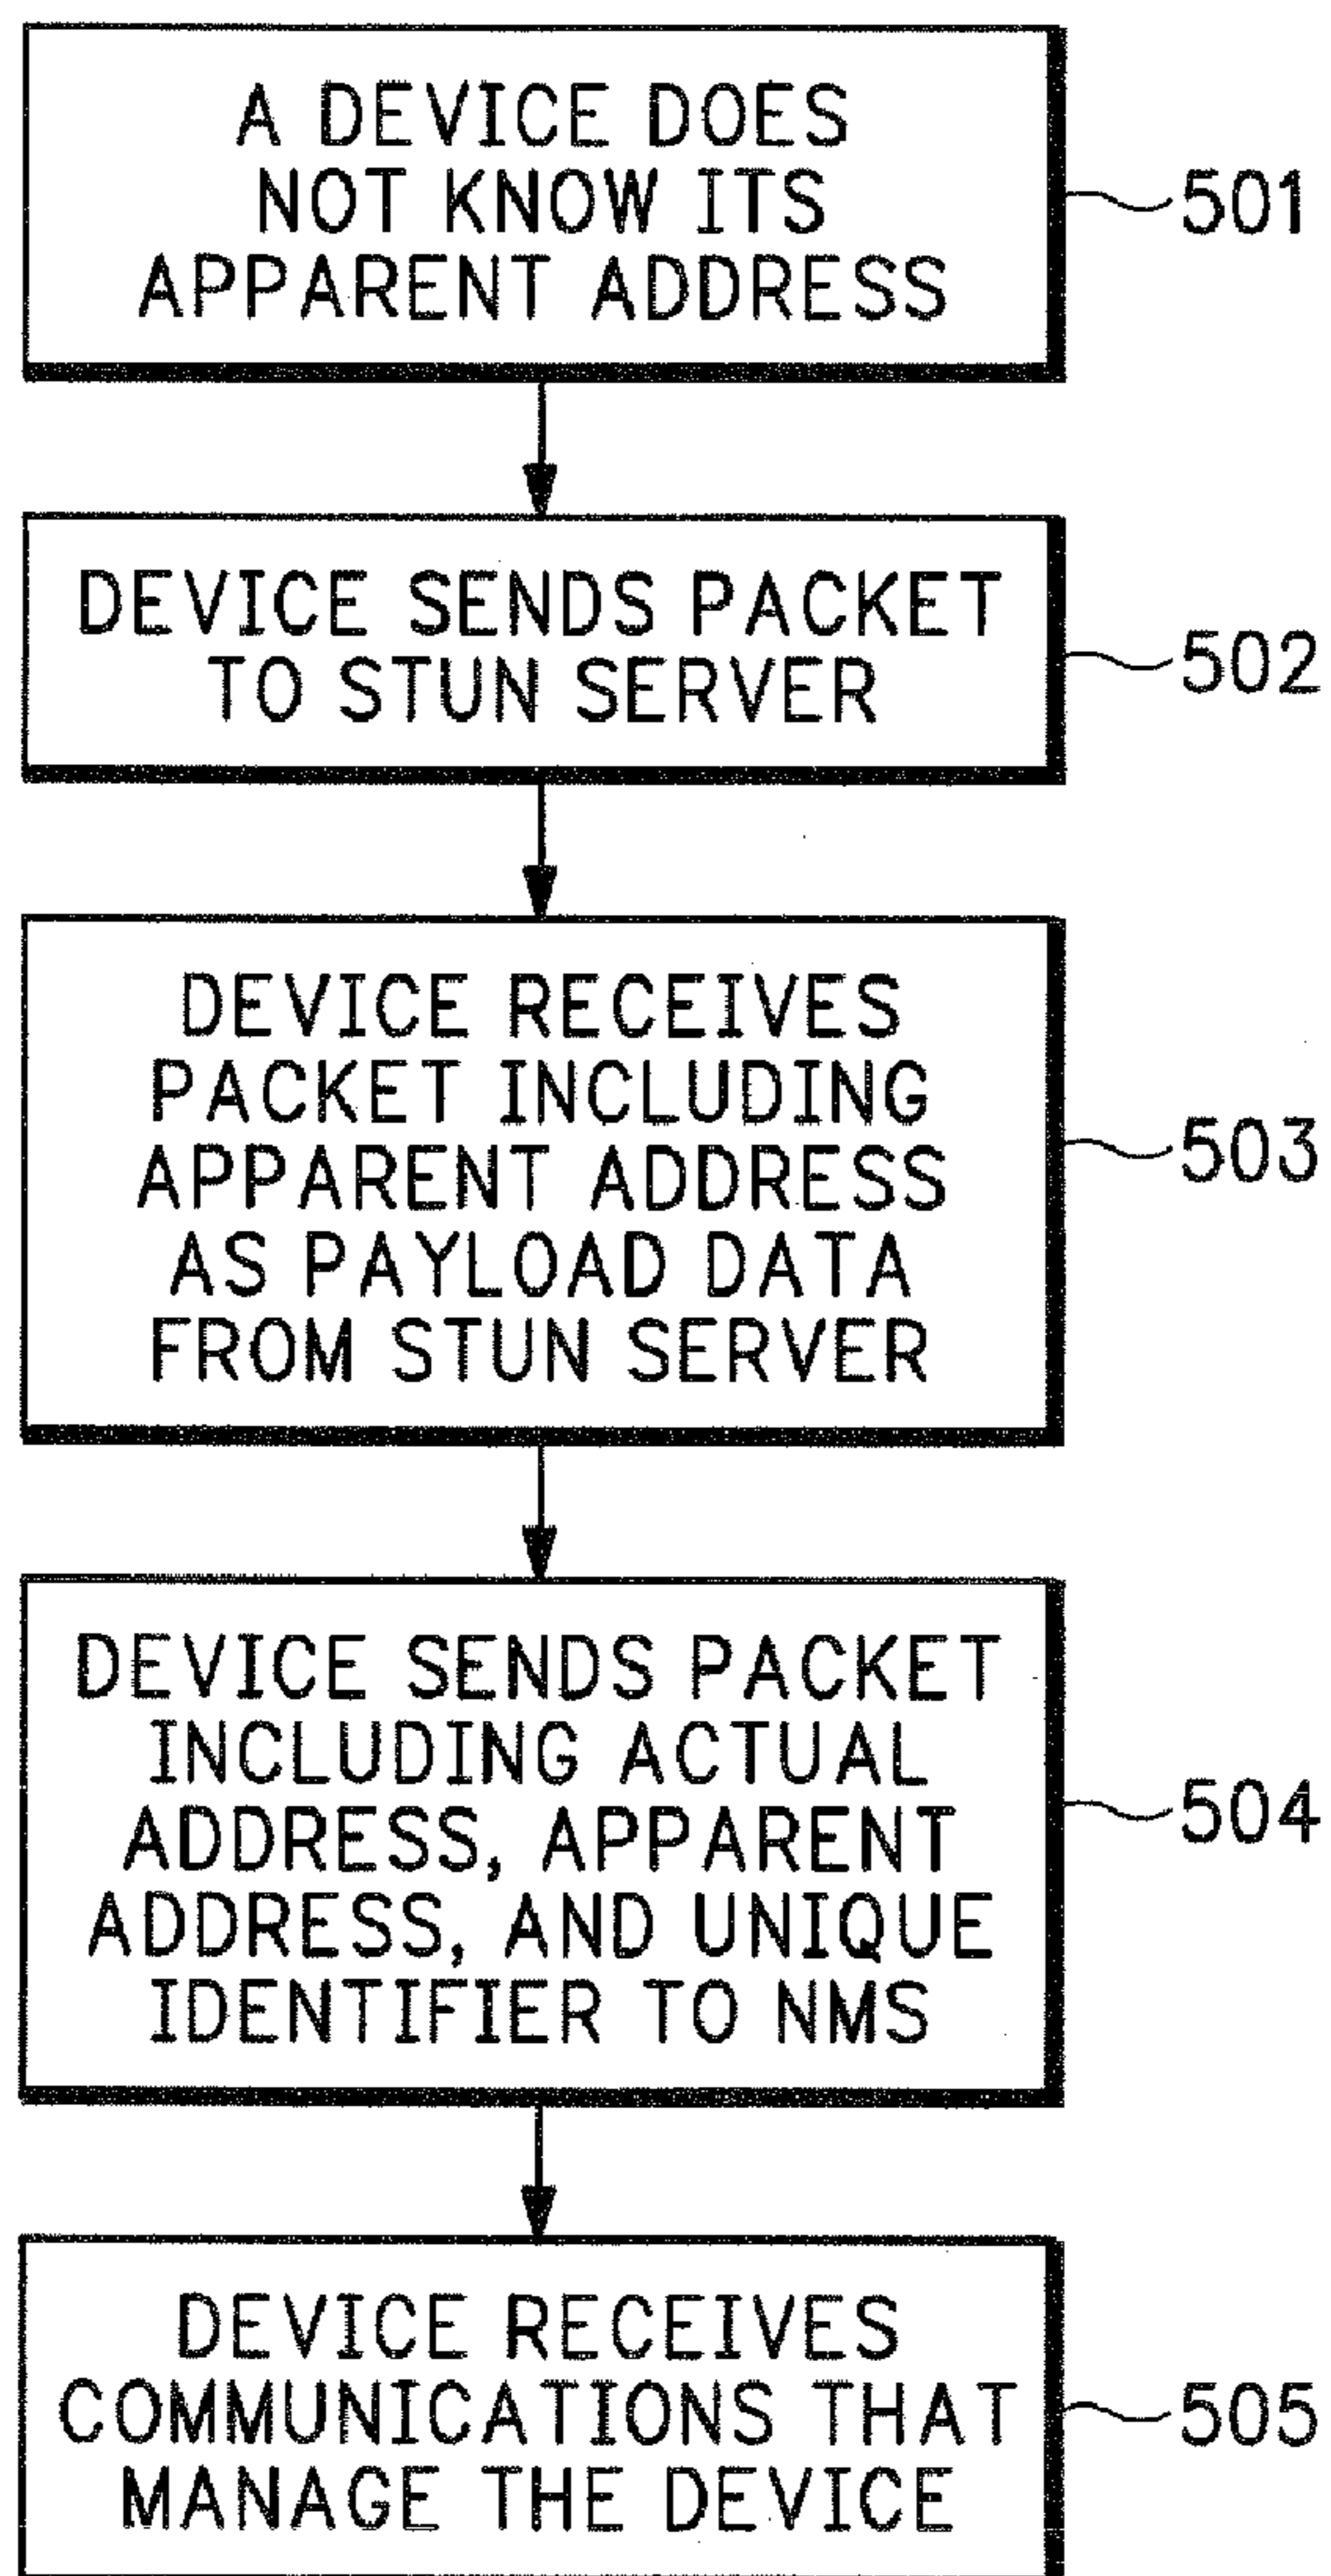 A DEVICE DOES
NOT KNOW ITS
APPARENT ADDRESS
501
DEVICE SENDS PACKET
TO STUN SERVER
502
DEVICE RECEIVES
PACKET INCLUDING
APPARENT ADDRESS
AS PAYLOAD DATA
FROM STUN SERVER
503
DEVICE SENDS PACKET
INCLUDING ACTUAL
ADDRESS, APPARENT
ADDRESS, AND UNIQUE
IDENTIFIER TO NMS
504
DEVICE RECEIVES
COMMUNICATIONS THAT
MANAGE THE DEVICE
505